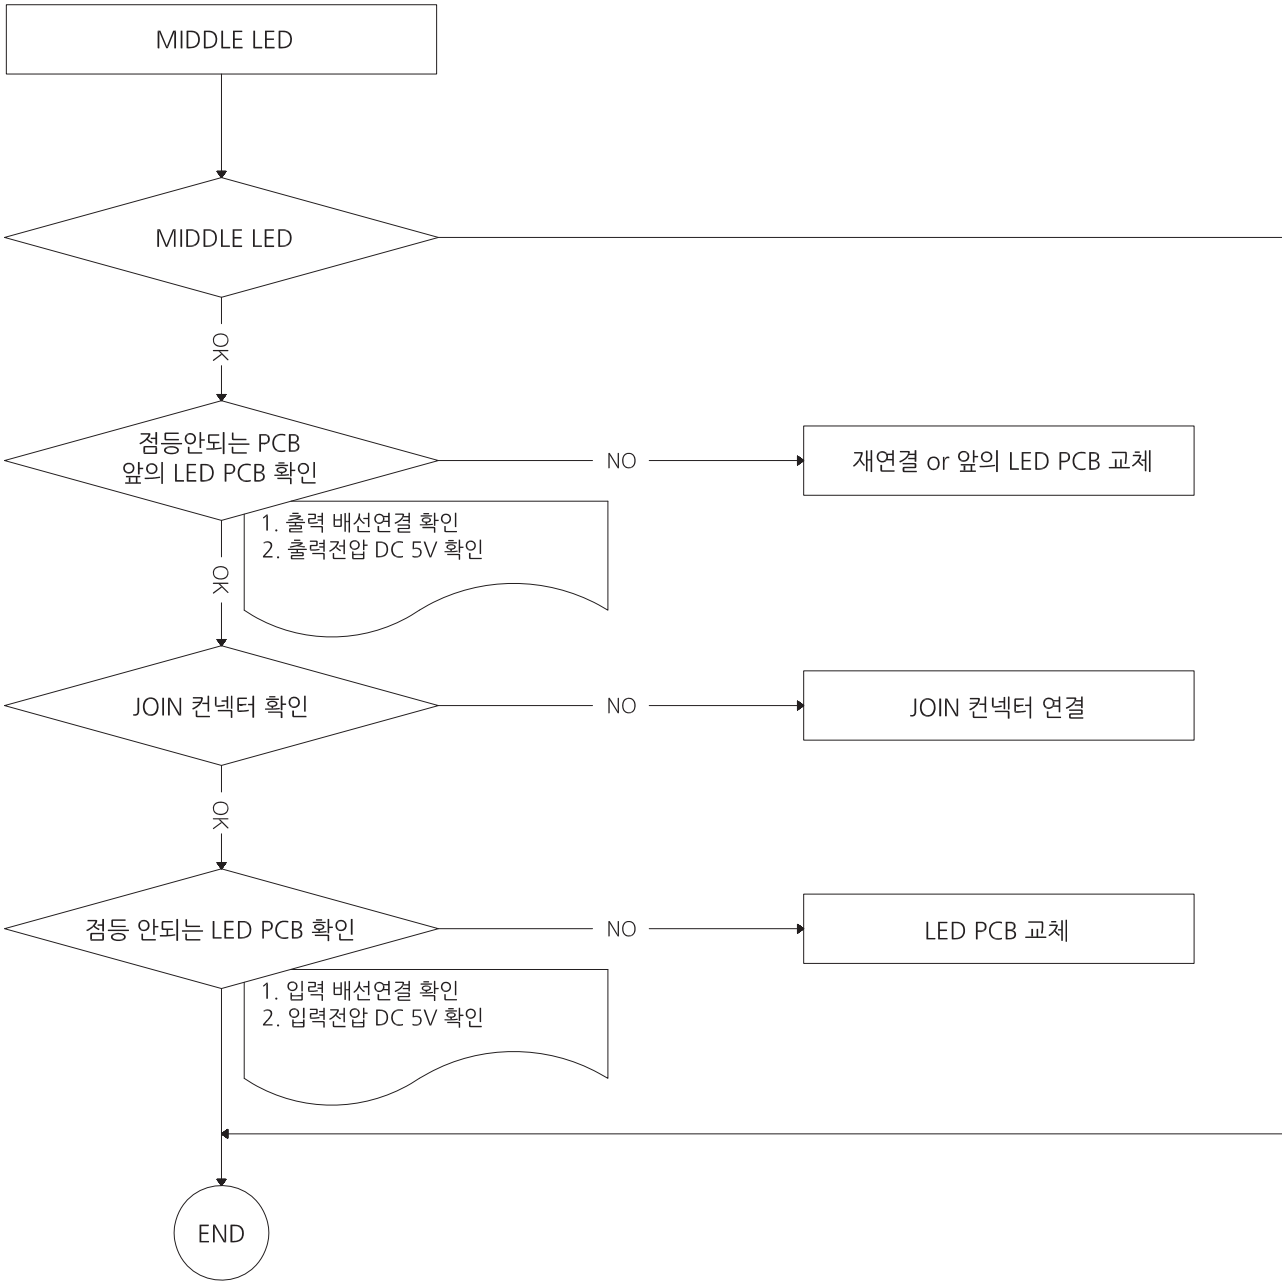 MIDDLE LED
MIDDLE LED
OK
점등안되는 PCB
앞의 LED PCB 확인
NO
재연결 or 앞의 LED PCB 교체
1. 출력 배선연결 확인
2. 출력전압 DC 5V 확인
OK
JOIN 컨넥터 확인
NO
JOIN 컨넥터 연결
OK
점등 안되는 LED PCB 확인
NO
LED PCB 교체
1. 입력 배선연결 확인
2. 입력전압 DC 5V 확인
END